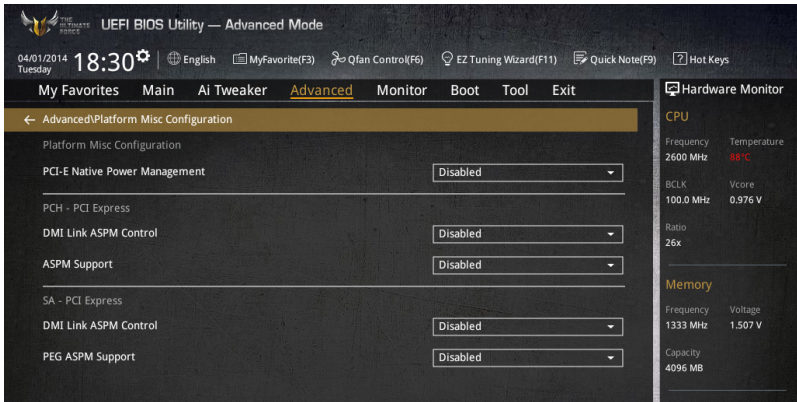 THE
ULTIMATE
FORCE
UEFI BIOS Utility — Advanced Mode
04/01/2014
Tuesday
18:30
English
MyFavorite(F3)
Qfan Control(F6)
EZ Tuning Wizard(F11)
Quick Note(F9)
? Hot Keys
My Favorites Main Ai Tweaker Advanced Monitor Boot Tool Exit
Hardware Monitor
← Advanced\Platform Misc Configuration
Platform Misc Configuration
PCI-E Native Power Management Disabled
PCH - PCI Express
DMI Link ASPM Control Disabled
ASPM Support Disabled
SA - PCI Express
DMI Link ASPM Control Disabled
PEG ASPM Support Disabled
CPU
Frequency Temperature
2600 MHz 88°C
BCLK Vcore
100.0 MHz 0.976 V
Ratio
26x
Memory
Frequency Voltage
1333 MHz 1.507 V
Capacity
4096 MB